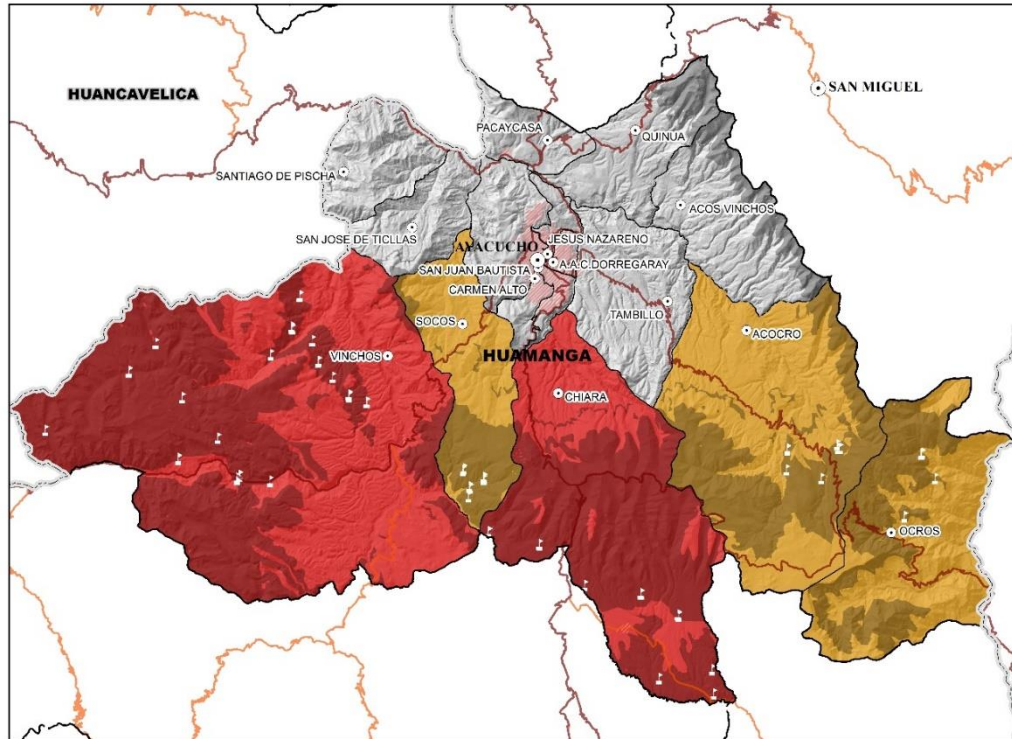 HUANCAVELICA
SAN MIGUEL
PACAYCASA
QUINUA
SANTIAGO DE PISCHA
ACOS VINCHOS
SAN JOSE DE TICLLAS
JESUS NAZARENO
AYACUCHO
A.A.C.DORREGARAY
SAN JUAN BAUTISTA
CARMEN ALTO
TAMBILLO
SOCOS
ACOCRO
VINCHOS
HUAMANGA
CHIARA
OCROS